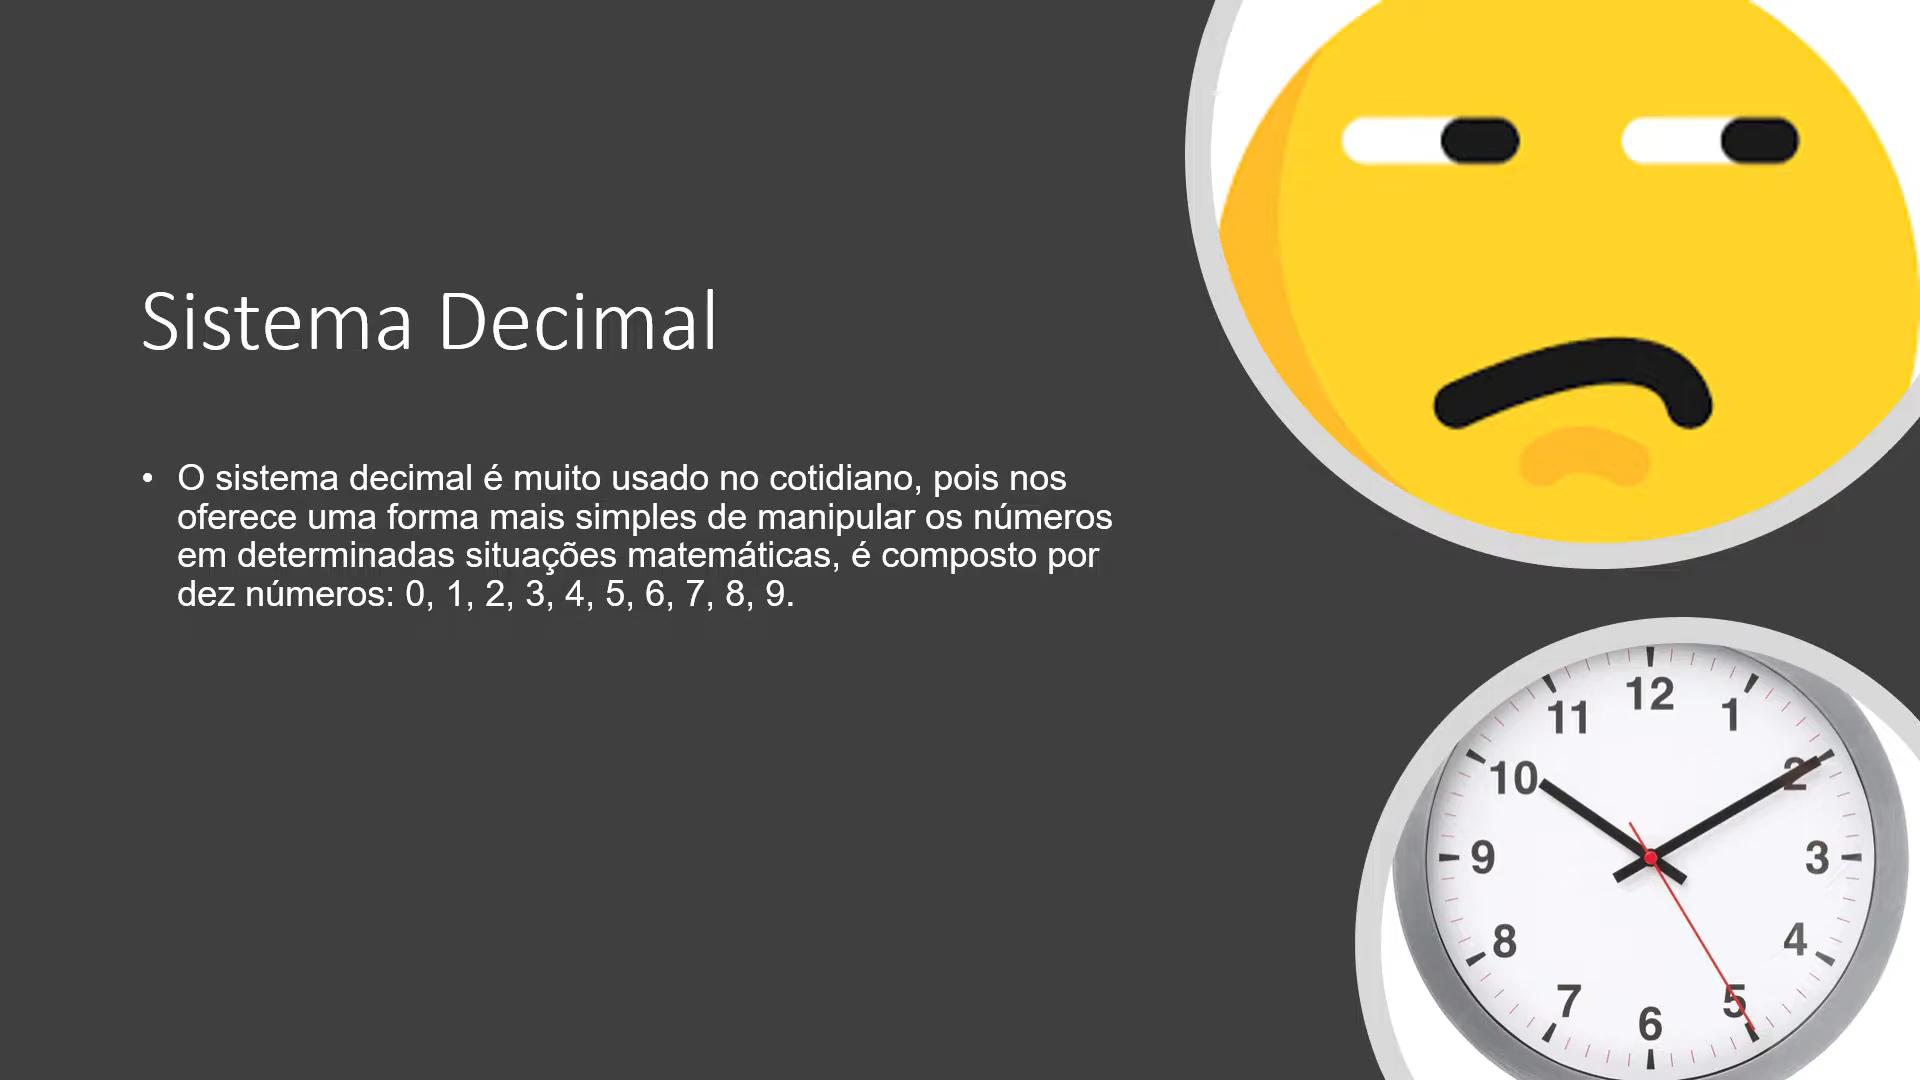 Sistema Decimal
• O sistema decimal é muito usado no cotidiano, pois nos
oferece uma forma mais simples de manipular os números
em determinadas situações matemáticas, é composto por
dez números: 0, 1, 2, 3, 4, 5, 6, 7, 8, 9.
12
11
1
10
2
9
3
8
4
7
5
6